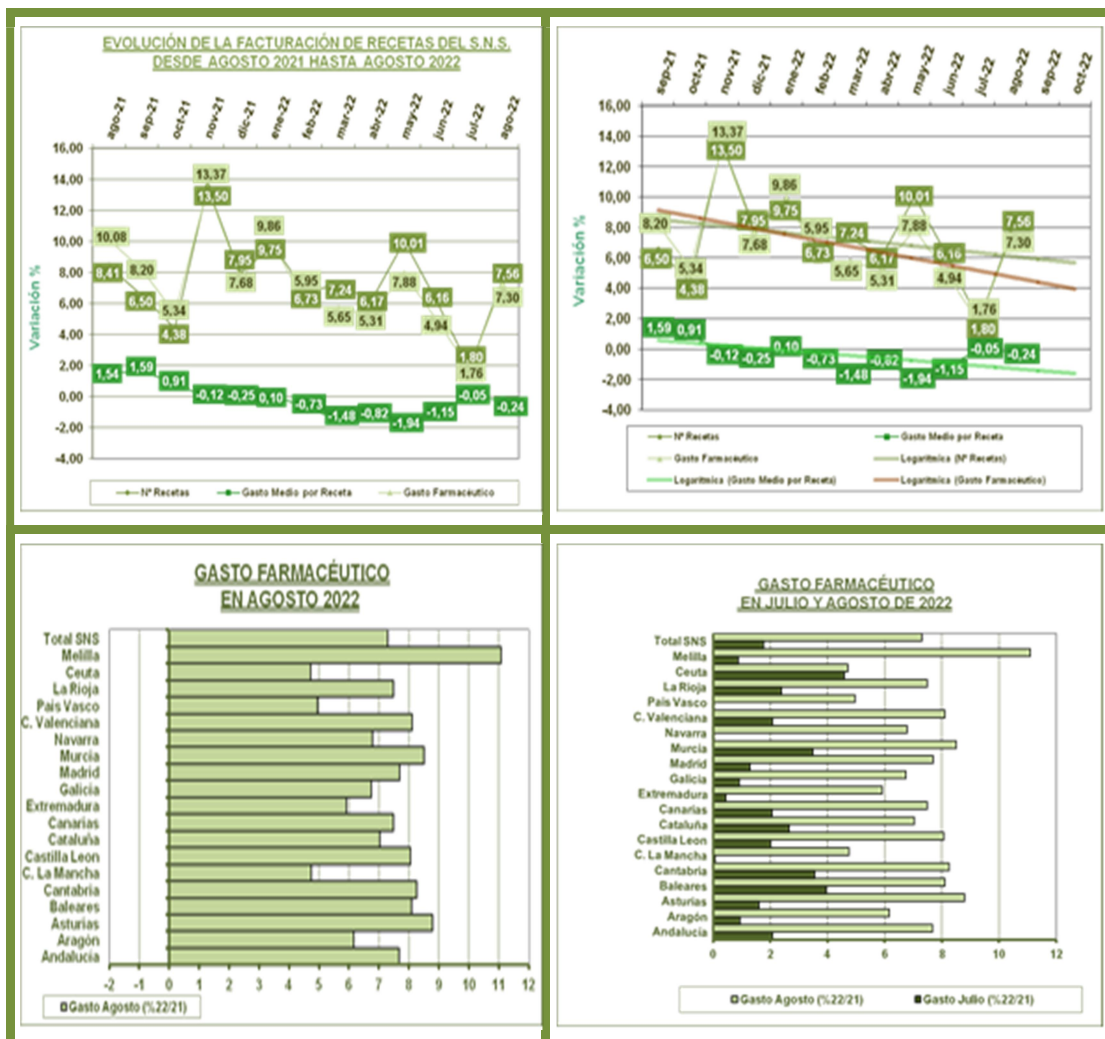 EVOLUCIÓN DE LA FACTURACIÓN DE RECETAS DEL S.N.S.
DESDE AGOSTO 2021 HASTA AGOSTO 2022
ago-21 sep-21 oct-21 nov-21 dic-21 ene-22 feb-22 mar-22 abr-22 may-22 jun-22 jul-22 ago-22
Variación %
16,00
14,00
12,00
10,00
8,00
6,00
4,00
2,00
0,00
-2,00
-4,00
10,08 8,20 5,34 13,37 7,68 9,86 5,95 5,65 5,31 7,88 4,94 1,76 7,30
8,41 6,50 4,38 13,50 7,95 9,75 6,73 7,24 6,17 10,01 6,16 1,80 7,56
1,54 1,59 0,91 -0,12 -0,25 0,10 -0,73 -1,48 -0,82 -1,94 -1,15 -0,05 -0,24
Nª Recetas Gasto Medio por Receta Gasto Farmacéutico
sep-21 oct-21 nov-21 dic-21 ene-22 feb-22 mar-22 abr-22 may-22 jun-22 jul-22 ago-22 sep-22 oct-22
Variación %
16,00
14,00
12,00
10,00
8,00
6,00
4,00
2,00
0,00
-2,00
-4,00
8,20 5,34 13,37 7,68 9,86 5,95 5,65 5,31 7,88 4,94 1,76 7,30
6,50 4,38 13,50 7,95 9,75 6,73 7,24 6,17 10,01 6,16 1,80 7,56
1,59 0,91 -0,12 -0,25 0,10 -0,73 -1,48 -0,82 -1,94 -1,15 -0,05 -0,24
Nª Recetas Gasto Medio por Receta
Gasto Farmacéutico Logarítmica (Nª Recetas)
Logarítmica (Gasto Medio por Receta) Logarítmica (Gasto Farmacéutico)
GASTO FARMACÉUTICO
EN AGOSTO 2022
Total SNS
Melilla
Ceuta
La Rioja
País Vasco
C. Valenciana
Navarra
Murcia
Madrid
Galicia
Extremadura
Canarias
Cataluña
Castilla Leon
C. La Mancha
Cantabria
Baleares
Asturias
Aragón
Andalucía
-2 -1 0 1 2 3 4 5 6 7 8 9 10 11 12
Gasto Agosto (%22/21)
GASTO FARMACÉUTICO
EN JULIO Y AGOSTO DE 2022
Total SNS
Melilla
Ceuta
La Rioja
País Vasco
C. Valenciana
Navarra
Murcia
Madrid
Galicia
Extremadura
Canarias
Cataluña
Castilla Leon
C. La Mancha
Cantabria
Baleares
Asturias
Aragón
Andalucía
0 2 4 6 8 10 12
Gasto Agosto (%22/21) Gasto Julio (%22/21)